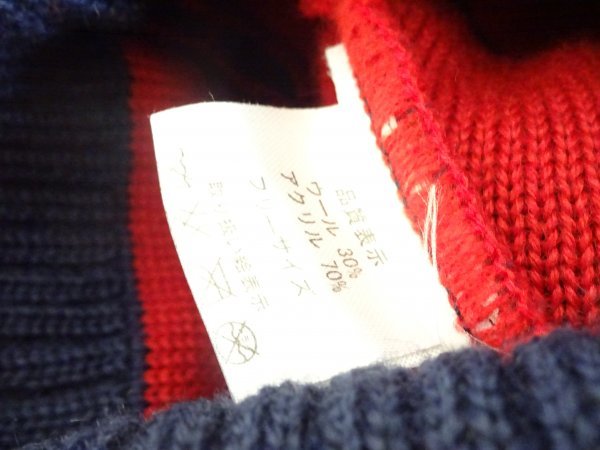 品質表示
ウール 30%
アクリル 70%
フリーサイズ
取り扱い絵表示